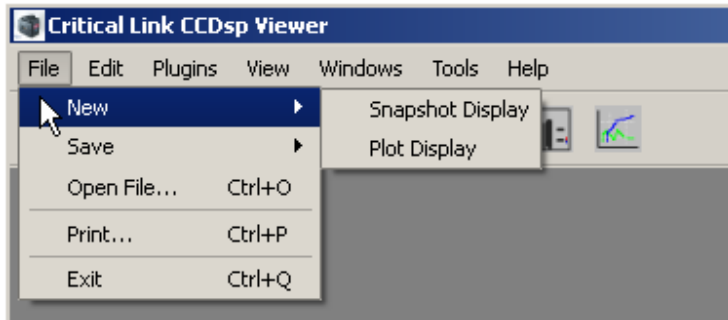 Critical Link CCDsp Viewer
File Edit Plugins View Windows Tools Help
New
Snapshot Display
Save
Plot Display
Open File... Ctrl+O
Print... Ctrl+P
Exit Ctrl+Q